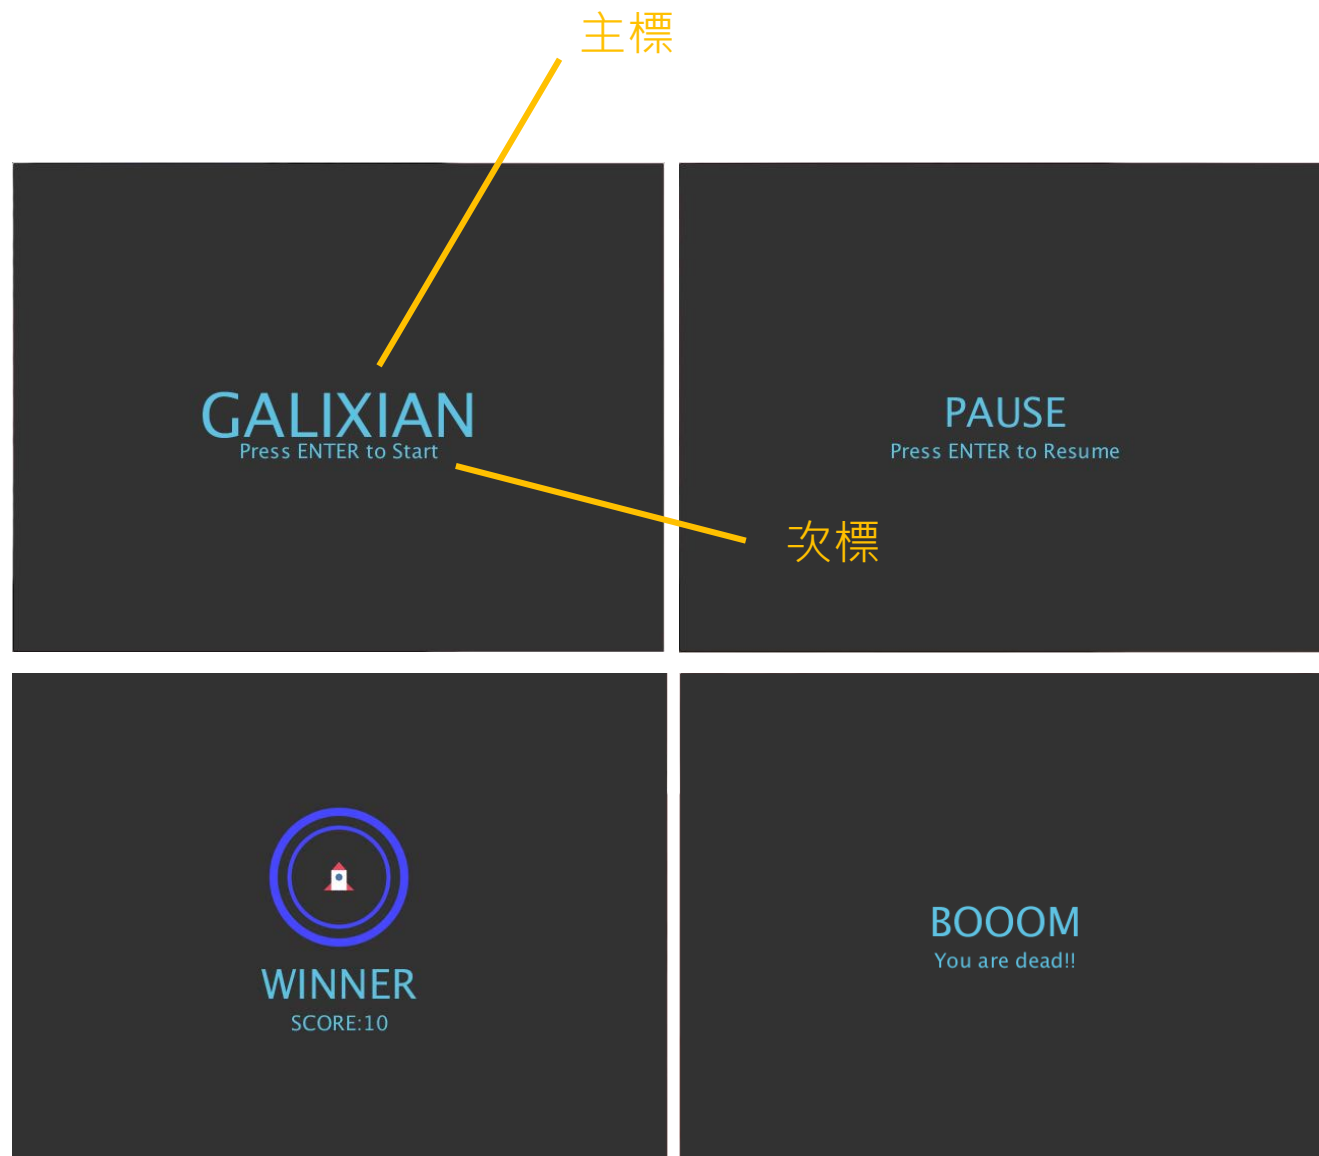 主標
GALIXIAN
Press ENTER to Start
PAUSE
Press ENTER to Resume
次標
WINNER
SCORE:10
BOOOM
You are dead!!